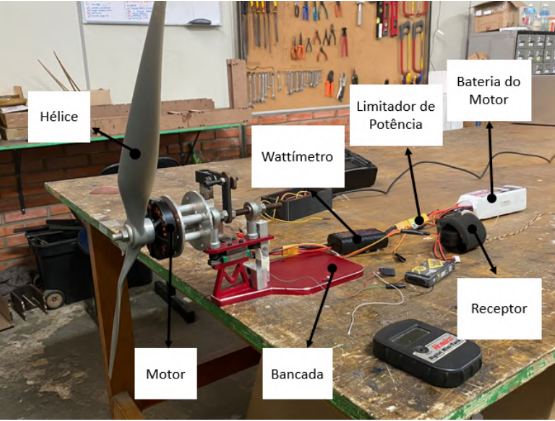 Bateria do
Motor
Limitador de
Potência
Hélice
Wattímetro
Receptor
Motor
Bancada